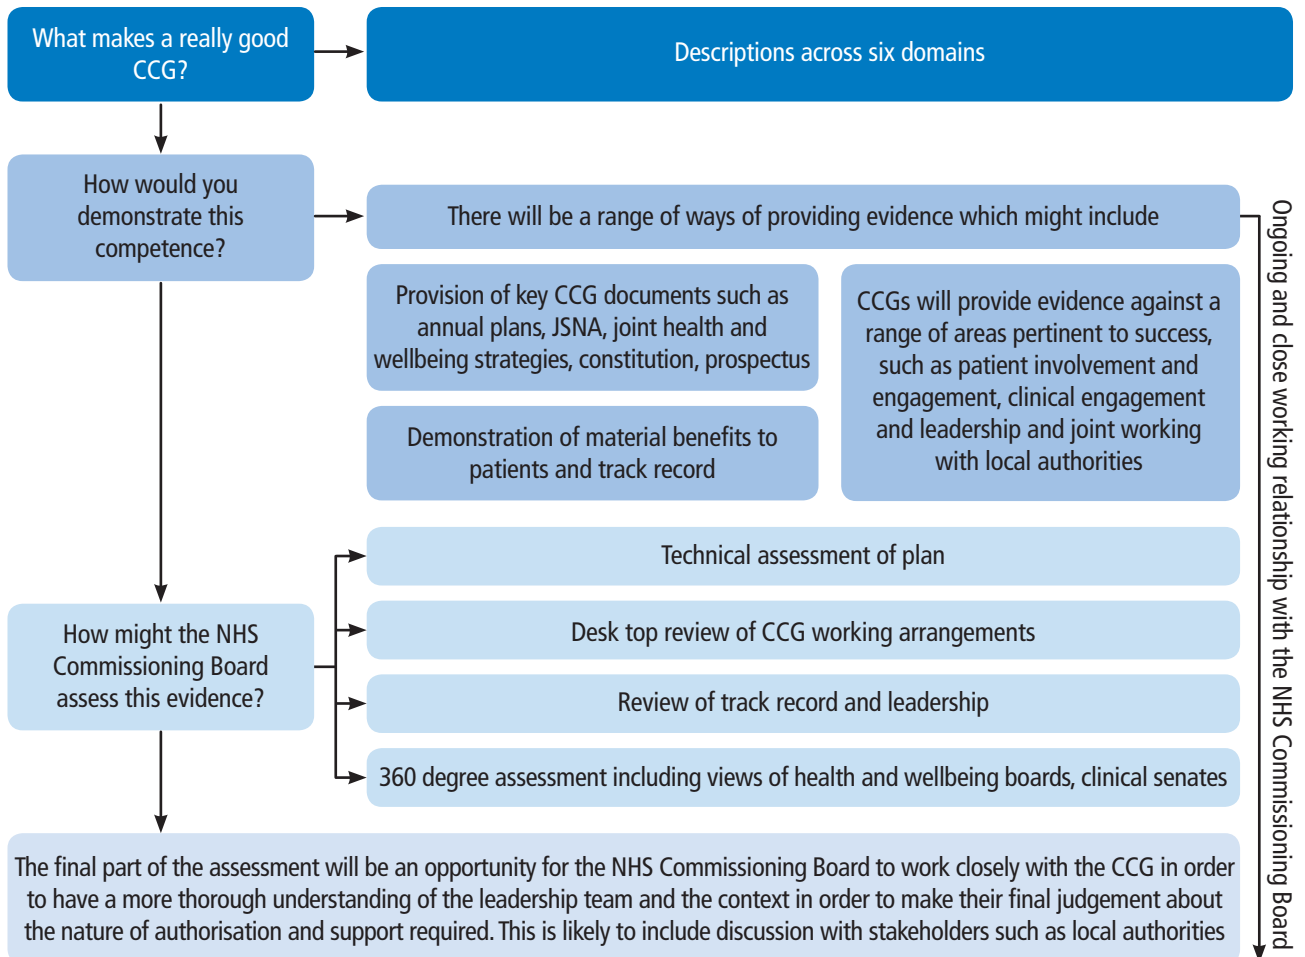 What makes a really good
CCG?
Descriptions across six domains
How would you
demonstrate this
competence?
There will be a range of ways of providing evidence which might include
Provision of key CCG documents such as
annual plans, JSNA, joint health and
wellbeing strategies, constitution, prospectus
Demonstration of material benefits to
patients and track record
CCGs will provide evidence against a
range of areas pertinent to success,
such as patient involvement and
engagement, clinical engagement
and leadership and joint working
with local authorities
How might the NHS
Commissioning Board
assess this evidence?
Technical assessment of plan
Desk top review of CCG working arrangements
Review of track record and leadership
360 degree assessment including views of health and wellbeing boards, clinical senates
The final part of the assessment will be an opportunity for the NHS Commissioning Board to work closely with the CCG in order
to have a more thorough understanding of the leadership team and the context in order to make their final judgement about
the nature of authorisation and support required. This is likely to include discussion with stakeholders such as local authorities
Ongoing and close working relationship with the NHS Commissioning Board